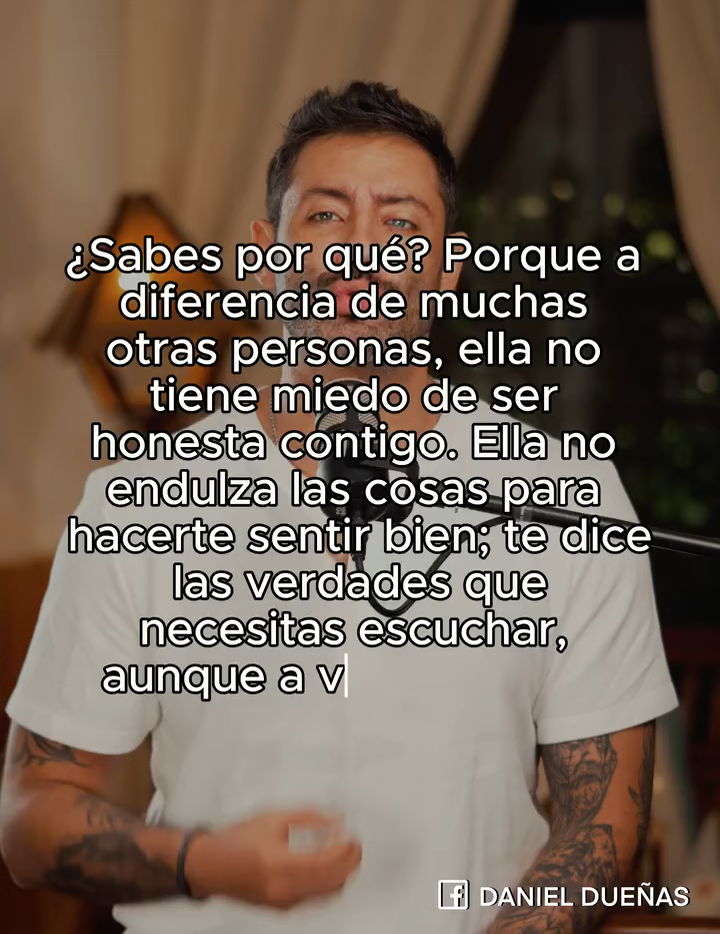 ¿Sabes por qué? Porque a
diferencia de muchas
otras personas, ella no
tiene miedo de ser
honesta contigo. Ella no
endulza las cosas para
hacerte sentir bien; te dice
las verdades que
necesitas escuchar,
aunque a v
DANIEL DUEÑAS